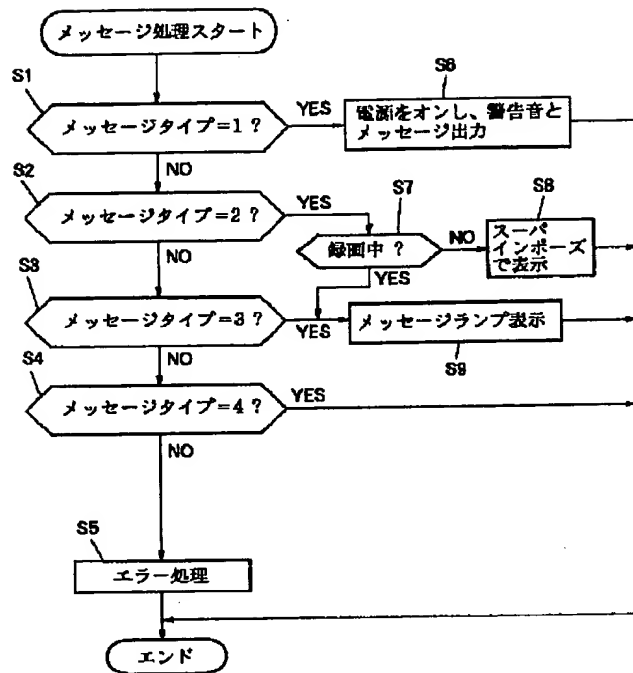 メッセージ処理スタート
S1
メッセージタイプ=1?
YES
S6
電源をオンし、警告音と
メッセージ出力
NO
S2
メッセージタイプ=2?
YES
S7
録画中?
NO
S8
スーパ
インポーズ
で表示
YES
NO
S3
メッセージタイプ=3?
YES
メッセージランプ表示
S9
NO
S4
メッセージタイプ=4?
YES
NO
S5
エラー処理
エンド